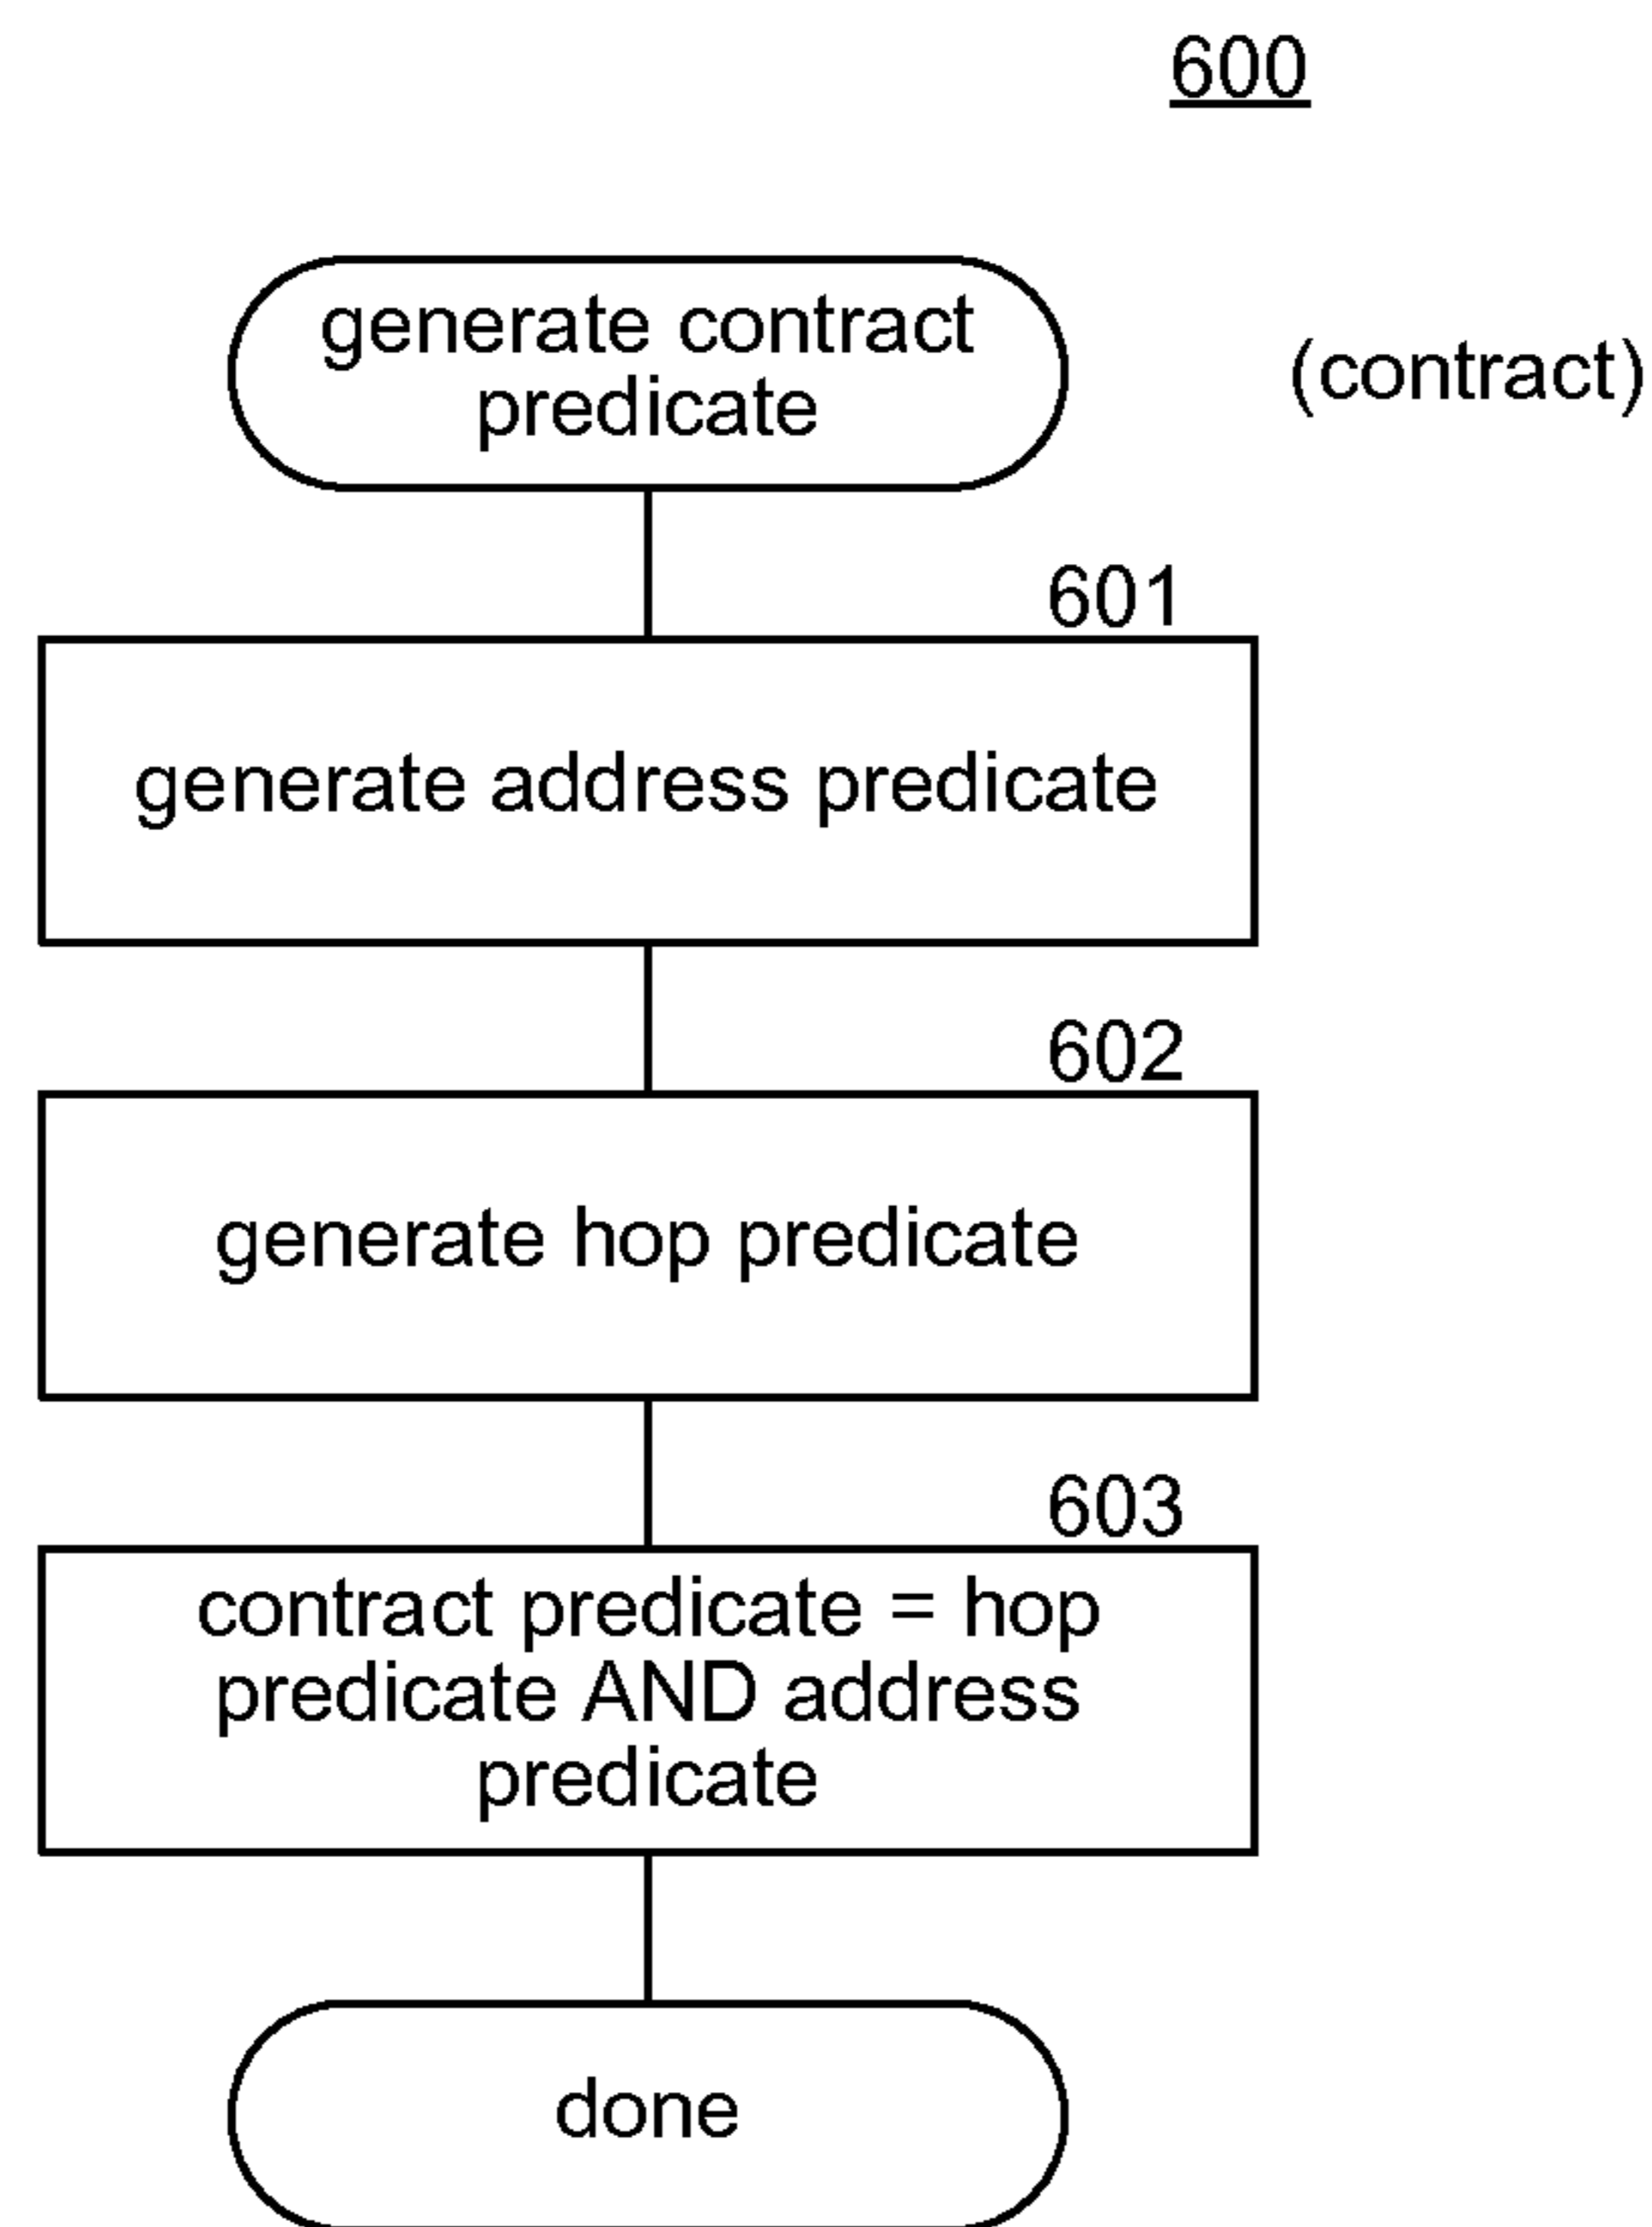 600
generate contract
predicate
(contract)
601
generate address predicate
602
generate hop predicate
603
contract predicate = hop
predicate AND address
predicate
done